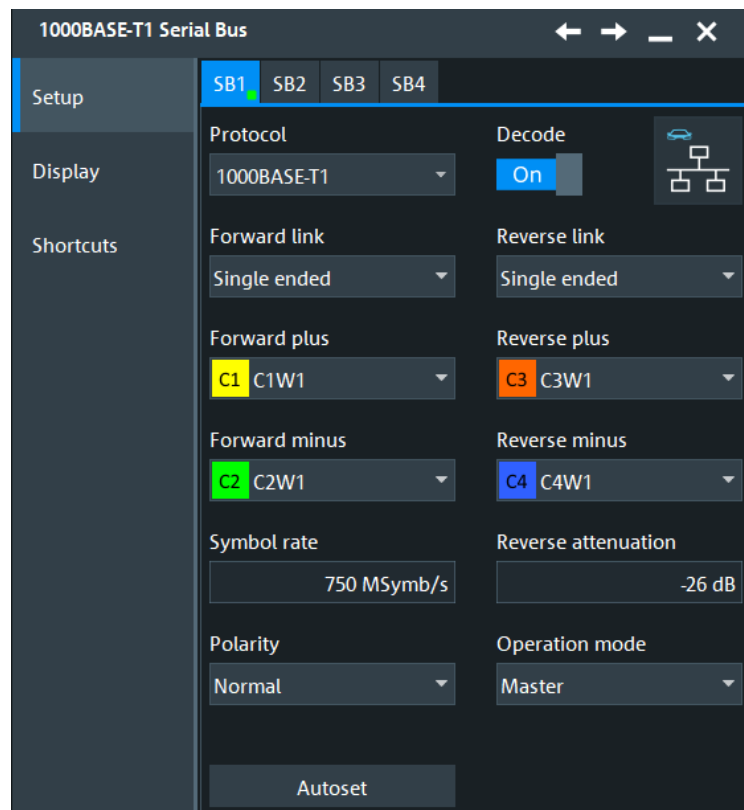 1000BASE-T1 Serial Bus
Setup
Display
Shortcuts
SB1 SB2 SB3 SB4
Protocol
1000BASE-T1
Decode
On
Forward link
Single ended
Reverse link
Single ended
Forward plus
C1 C1W1
Reverse plus
C3 C3W1
Forward minus
C2 C2W1
Reverse minus
C4 C4W1
Symbol rate
750 MSymb/s
Reverse attenuation
-26 dB
Polarity
Normal
Operation mode
Master
Autoset